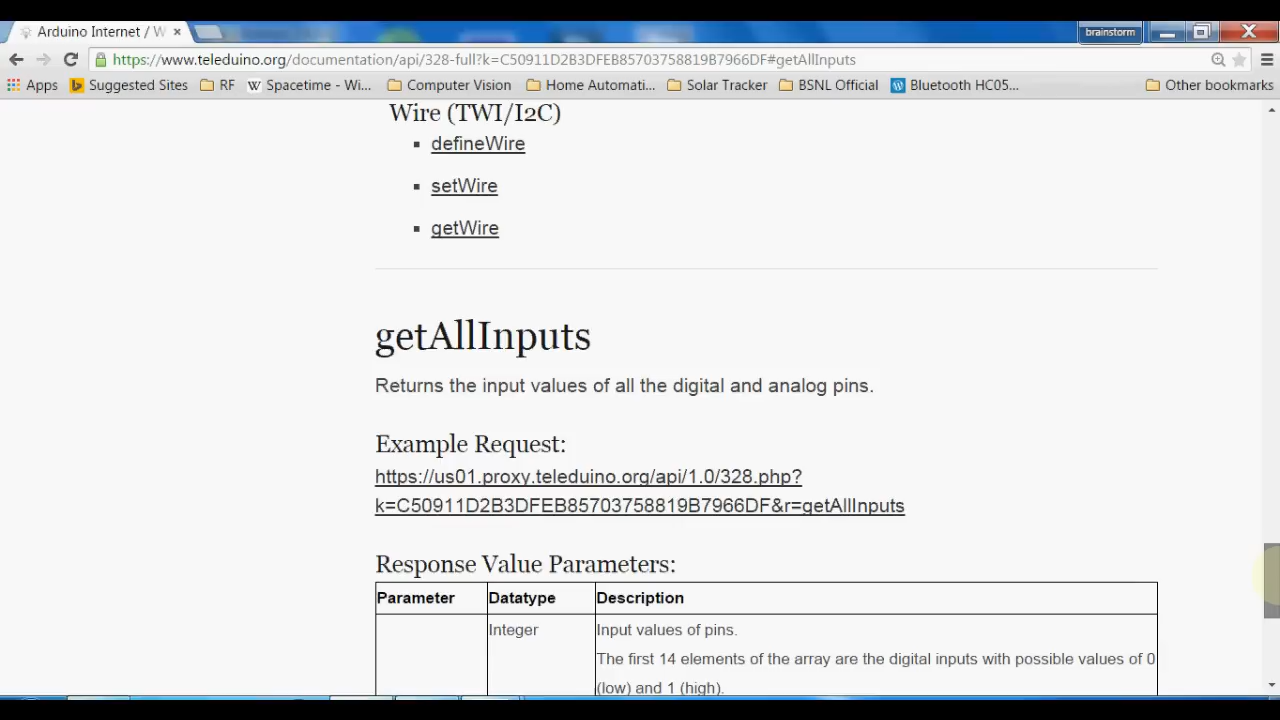 Arduino Internet / W
brainstorm
https://www.teleduino.org/documentation/api/328-full?k=C50911D2B3DFEB85703758819B7966DF#getAllInputs
Apps Suggested Sites RF Spacetime - Wi... Computer Vision Home Automati... Solar Tracker BSNL Official Bluetooth HC05... Other bookmarks
Wire (TWI/I2C)
defineWire
setWire
getWire
getAllInputs
Returns the input values of all the digital and analog pins.
Example Request:
https://us01.proxy.teleduino.org/api/1.0/328.php?
k=C50911D2B3DFEB85703758819B7966DF&r=getAllInputs
Response Value Parameters:
Parameter Datatype Description
Integer Input values of pins.
The first 14 elements of the array are the digital inputs with possible values of 0
(low) and 1 (high).